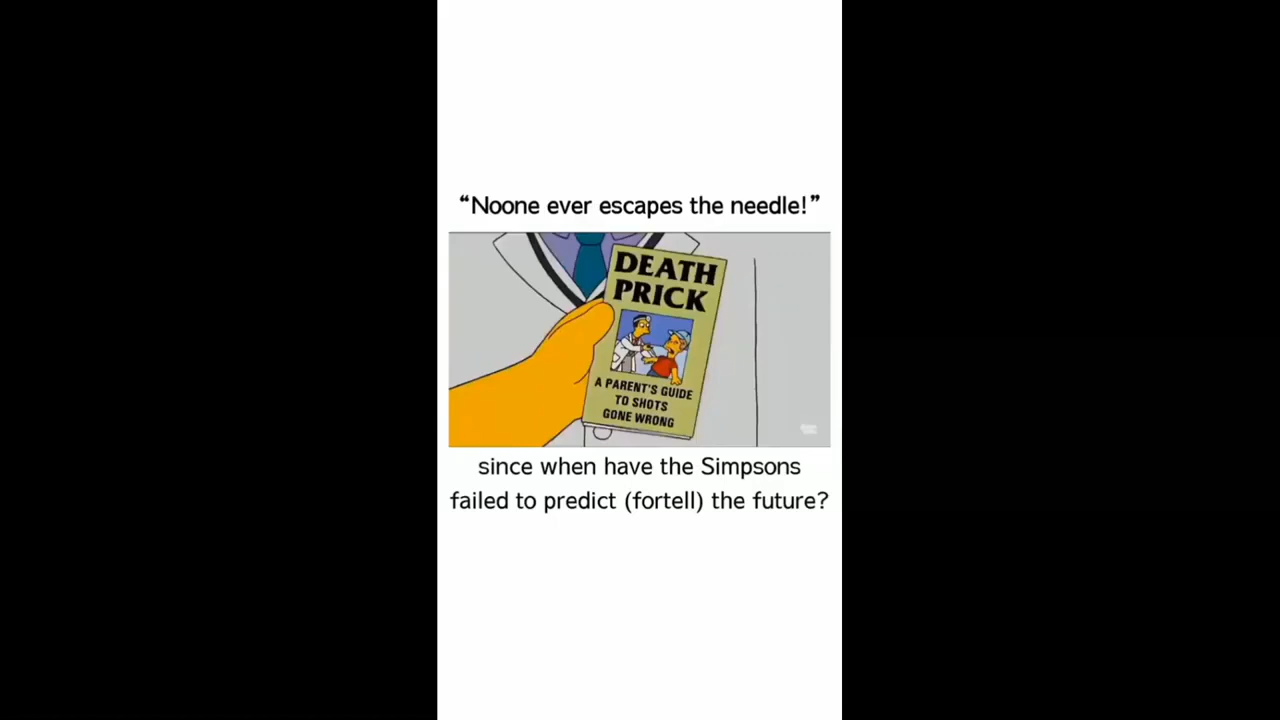 “Noone ever escapes the needle!”
DEATH
PRICK
A PARENT'S GUIDE
TO SHOTS
GONE WRONG
since when have the Simpsons
failed to predict (fortell) the future?